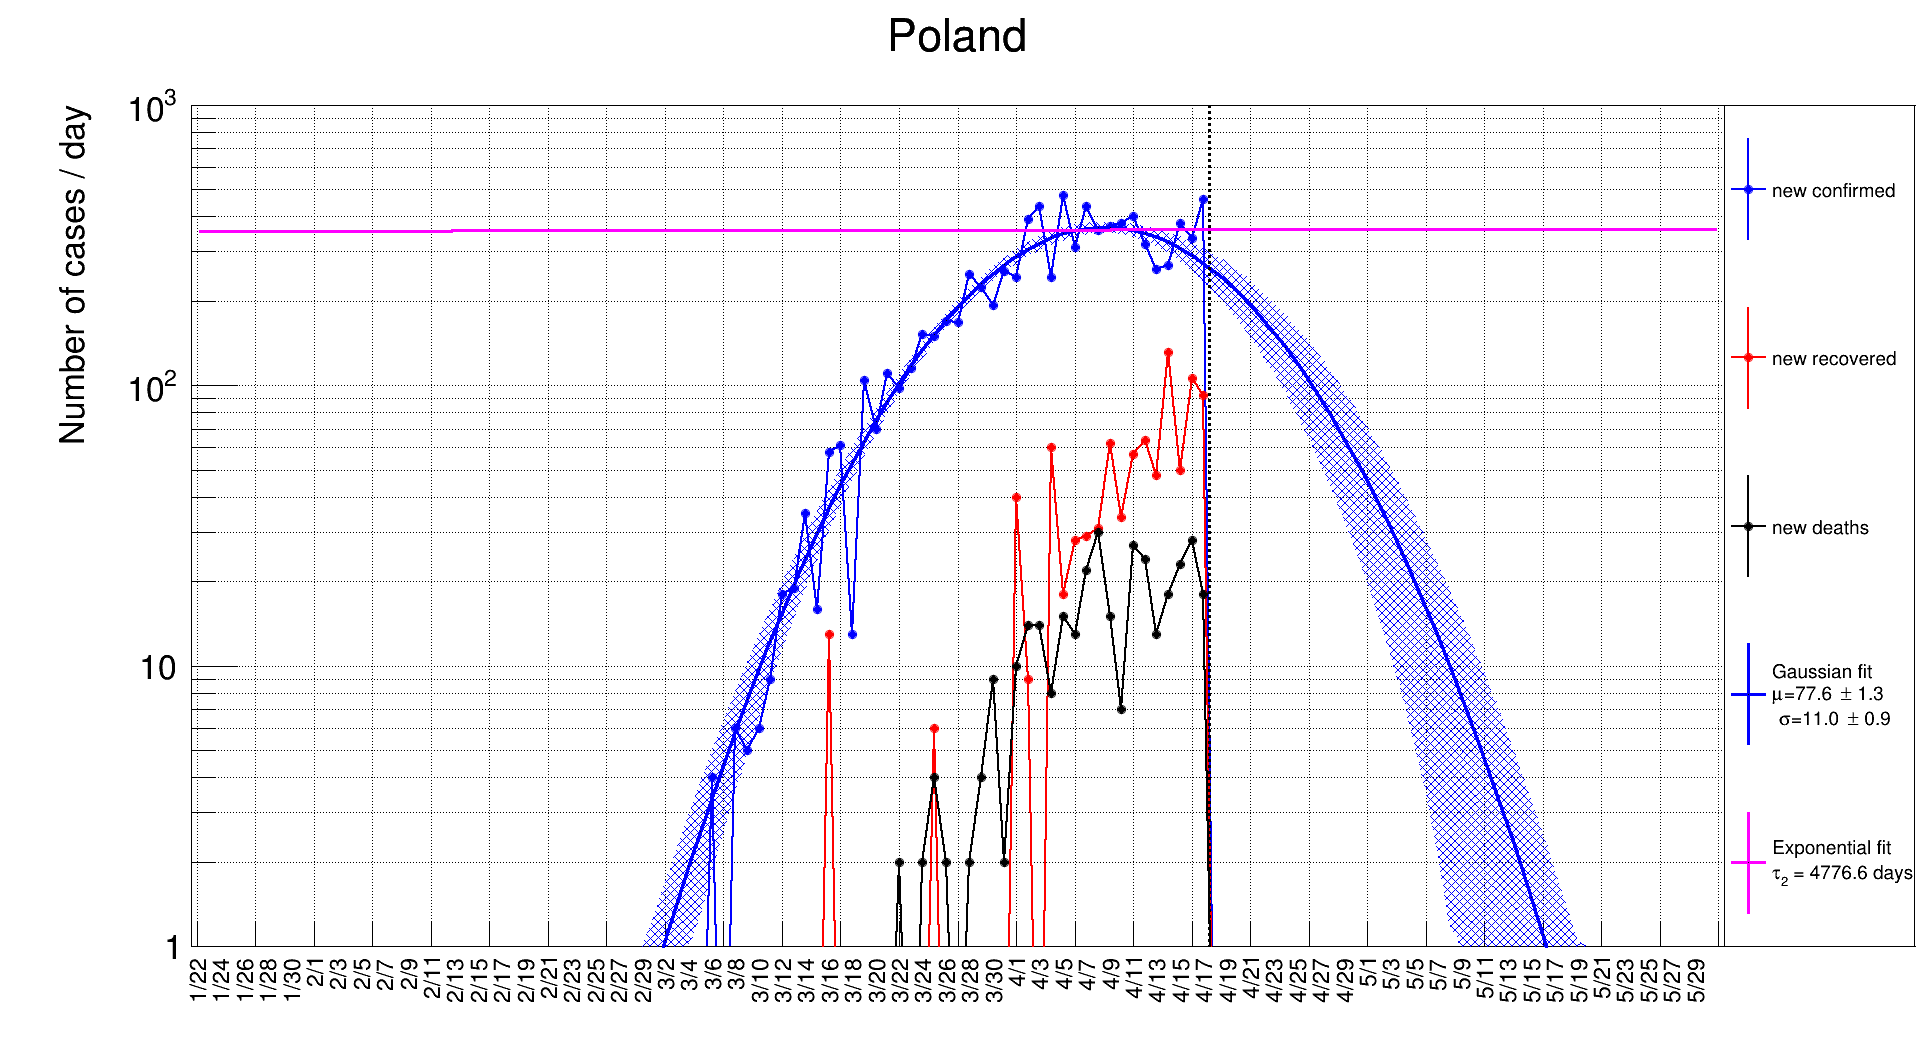 Poland
Number of cases / day
10³
10²
10
1
1/22 1/24 1/26 1/28 1/30 2/1 2/3 2/5 2/7 2/9 2/11 2/13 2/15 2/17 2/19 2/21 2/23 2/25 2/27 2/29 3/2 3/4 3/6 3/8 3/10 3/12 3/14 3/16 3/18 3/20 3/22 3/24 3/26 3/28 3/30 4/1 4/3 4/5 4/7 4/9 4/11 4/13 4/15 4/17 4/19 4/21 4/23 4/25 4/27 4/29 5/1 5/3 5/5 5/7 5/9 5/11 5/13 5/15 5/17 5/19 5/21 5/23 5/25 5/27 5/29
new confirmed
new recovered
new deaths
Gaussian fit
μ=77.6 ± 1.3
σ=11.0 ± 0.9
Exponential fit
τ₂ = 4776.6 days